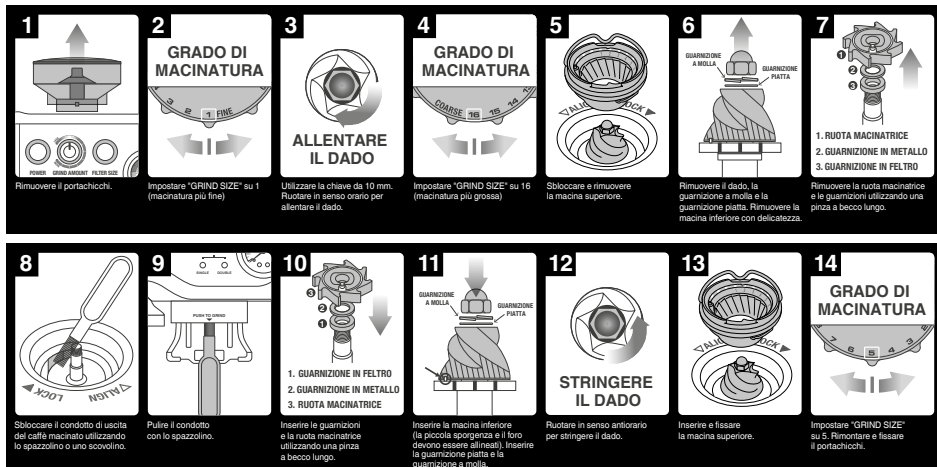 1
POWER GRIND AMOUNT FILTER SIZE
Rimuovere il portachicchi.
2
GRADO DI
MACINATURA
3 2 1 FINE
Impostare "GRIND SIZE" su 1
(macinatura più fine)
3
ALLENTARE
IL DADO
Utilizzare la chiave da 10 mm.
Ruotare in senso orario per
allentare il dado.
4
GRADO DI
MACINATURA
COARSE 16 15 14
Impostare "GRIND SIZE" su 16
(macinatura più grossa)
5
Sbloccare e rimuovere
la macina superiore.
6
GUARNIZIONE
A MOLLA
GUARNIZIONE
PIATTA
Rimuovere il dado, la
guarnizione a molla e la
guarnizione piatta. Rimuovere la
macina inferiore con delicatezza.
7
1
2
3
1. RUOTA MACINATRICE
2. GUARNIZIONE IN METALLO
3. GUARNIZIONE IN FELTRO
Rimuovere la ruota macinatrice
e le guarnizioni utilizzando una
pinza a becco lungo.
8
LOCK ALIGN
Sbloccare il condotto di uscita
del caffè macinato utilizzando
lo spazzolino o uno scovolino.
9
SINGLE DOUBLE
PUSH TO GRIND
Pulire il condotto
con lo spazzolino.
10
3
2
1
1. GUARNIZIONE IN FELTRO
2. GUARNIZIONE IN METALLO
3. RUOTA MACINATRICE
Inserire le guarnizioni
e la ruota macinatrice
utilizzando una pinza
a becco lungo.
11
GUARNIZIONE
A MOLLA
GUARNIZIONE
PIATTA
Inserire la macina inferiore
(la piccola sporgenza e il foro
devono essere allineati). Inserire
la guarnizione piatta e la
guarnizione a molla.
12
STRINGERE
IL DADO
Ruotare in senso antiorario
per stringere il dado.
13
Inserire e fissare
la macina superiore.
14
GRADO DI
MACINATURA
7 6 5 4 3 2
Impostare "GRIND SIZE"
su 5. Rimontare e fissare
il portachicchi.